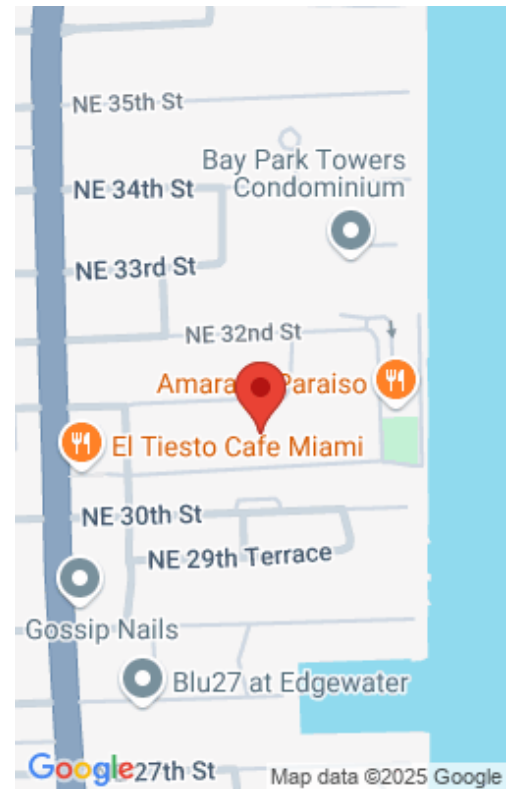 NE 35th St
Bay Park Towers
Condominium
NE 34th St
NE 33rd St
NE 32nd St
Amara Paraiso
El Tiesto Cafe Miami
NE 30th St
NE 29th Terrace
Gossip Nails
Blu27 at Edgewater
Google
27th St
Map data ©2025 Google